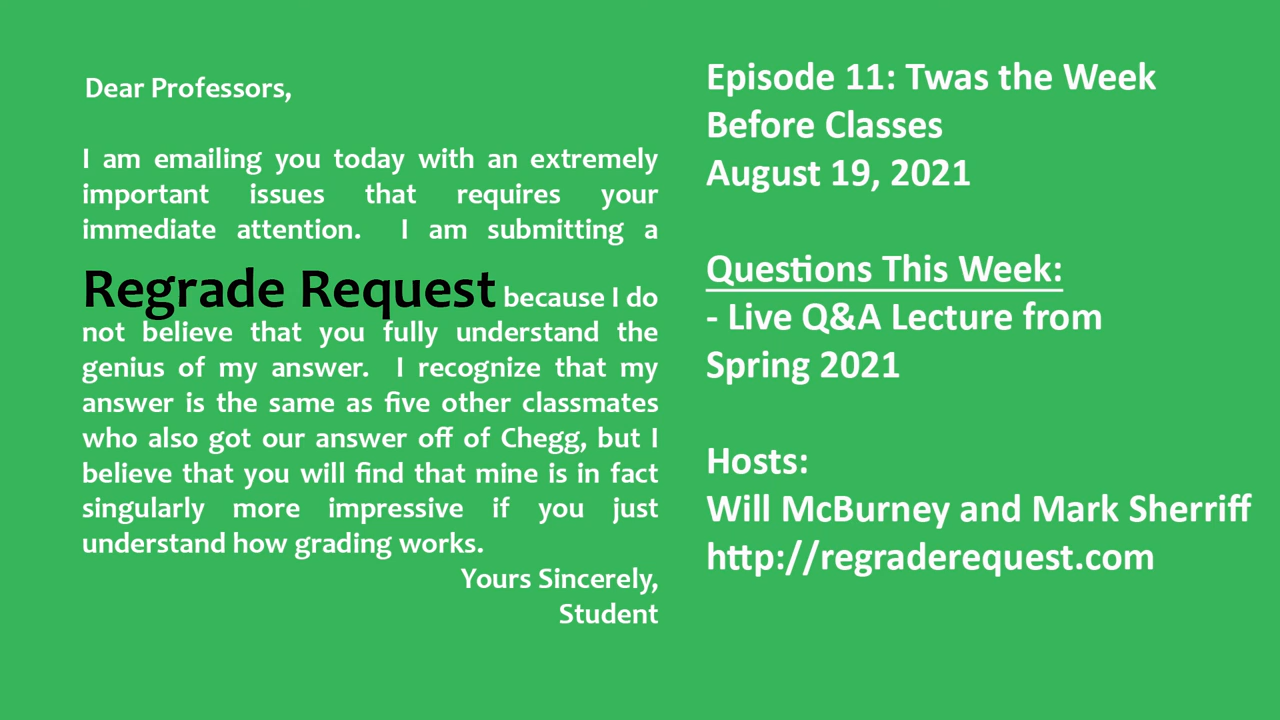 Dear Professors,
I am emailing you today with an extremely
important issues that requires your
immediate attention. I am submitting a
Regrade Request because I do
not believe that you fully understand the
genius of my answer. I recognize that my
answer is the same as five other classmates
who also got our answer off of Chegg, but I
believe that you will find that mine is in fact
singularly more impressive if you just
understand how grading works.
Yours Sincerely,
Student
Episode 11: Twas the Week
Before Classes
August 19, 2021
Questions This Week:
- Live Q&A Lecture from
Spring 2021
Hosts:
Will McBurney and Mark Sherriff
http://regraderequest.com